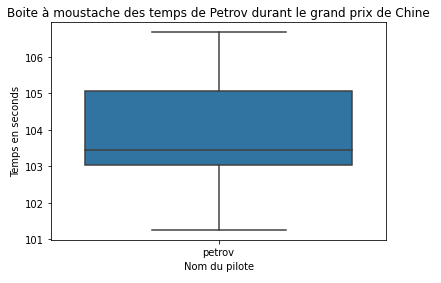 Boite à moustache des temps de Petrov durant le grand prix de Chine
106
105
104
103
102
101
Temps en secondes
petrov
Nom du pilote